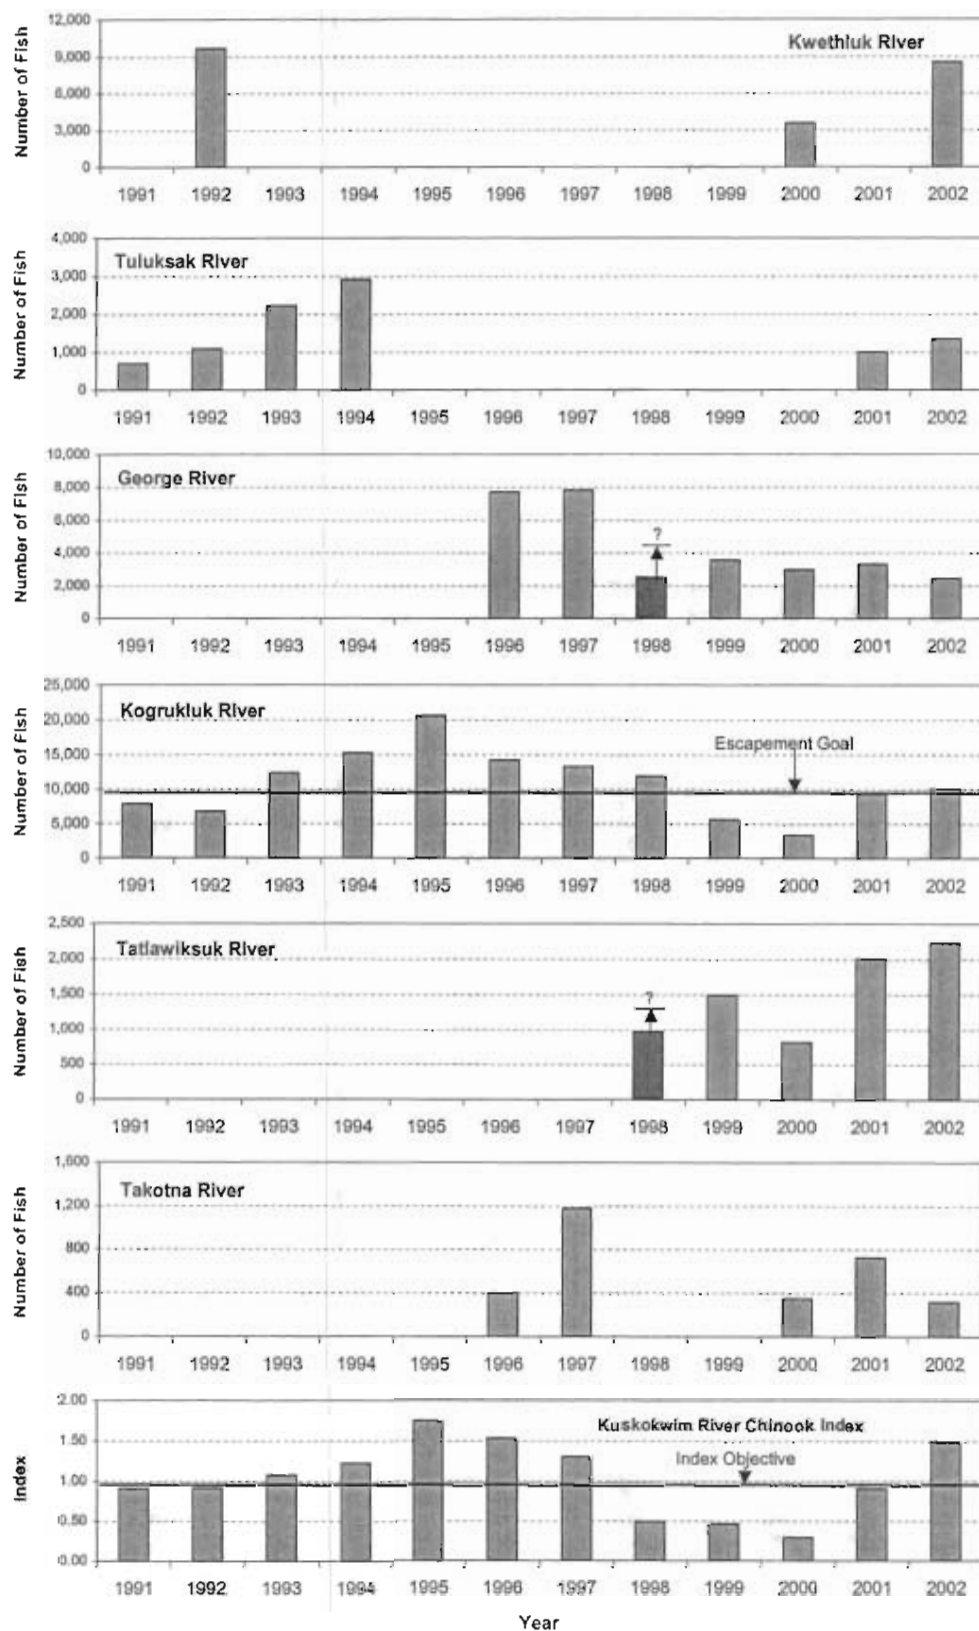 12,000
Kwethluk River
9,000
6,000
3,000
0
Number of Fish
1991 1992 1993 1994 1995 1996 1997 1998 1999 2000 2001 2002
4,000
Tuluksak River
3,000
2,000
1,000
0
Number of Fish
1991 1992 1993 1994 1995 1996 1997 1998 1999 2000 2001 2002
10,000
George River
8,000
6,000
?
4,000
2,000
0
Number of Fish
1991 1992 1993 1994 1995 1996 1997 1998 1999 2000 2001 2002
25,000
Kogrukluk River
20,000
Escapement Goal
15,000
10,000
5,000
0
Number of Fish
1991 1992 1993 1994 1995 1996 1997 1998 1999 2000 2001 2002
2,500
Tatlawiksuk River
2,000
1,500
?
1,000
500
0
Number of Fish
1991 1992 1993 1994 1995 1996 1997 1998 1999 2000 2001 2002
1,600
Takotna River
1,200
800
400
0
Number of Fish
1991 1992 1993 1994 1995 1996 1997 1998 1999 2000 2001 2002
2.00
Kuskokwim River Chinook Index
1.50
Index Objective
1.00
0.50
0.00
Index
1991 1992 1993 1994 1995 1996 1997 1998 1999 2000 2001 2002
Year